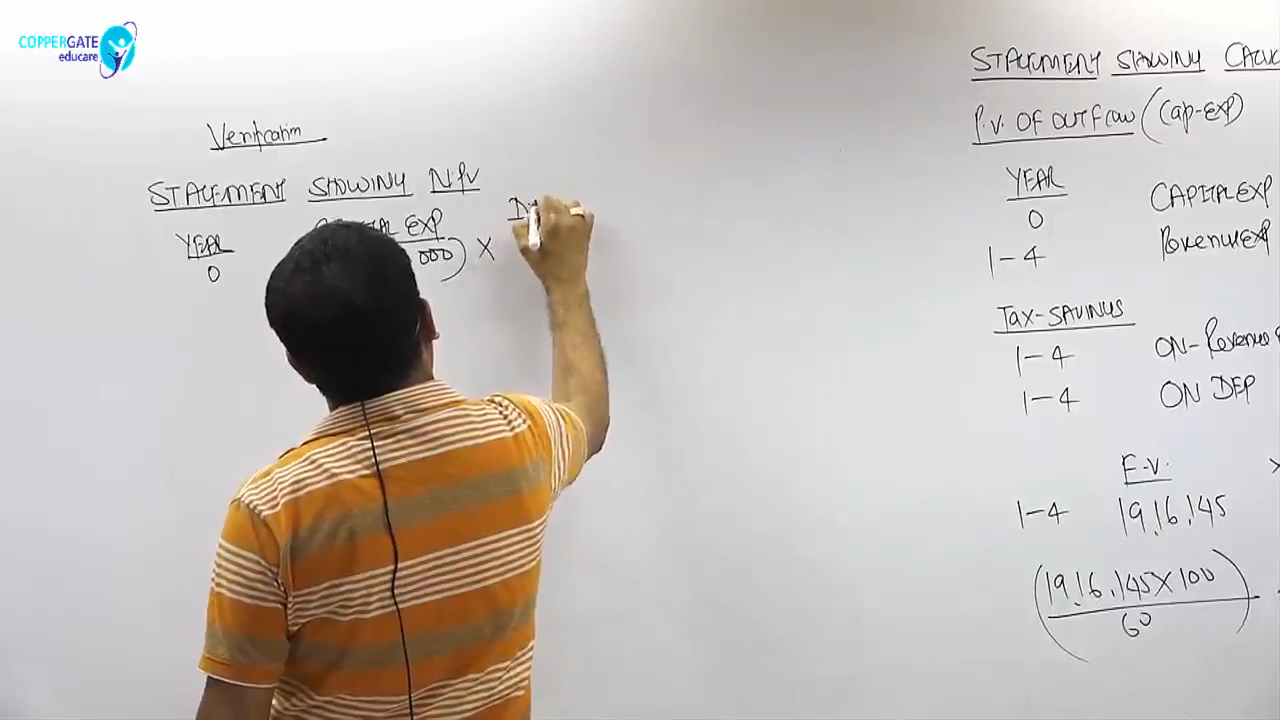 COPPERGATE
educare
Verification
STATEMENT SHOWING NPV
YEAR EXP
0 000) X
STATEMENT SHOWING
P.V. OF OUTFLOW (Cap-EXP)
YEAR
0 CAPITAL EXP
1-4 Revenue EXP
TAX-SAVINGS
1-4 ON-Revenue
1-4 ON DEP
F.V. X
1-4 19,16,145
(19,16,145 X 100)
60